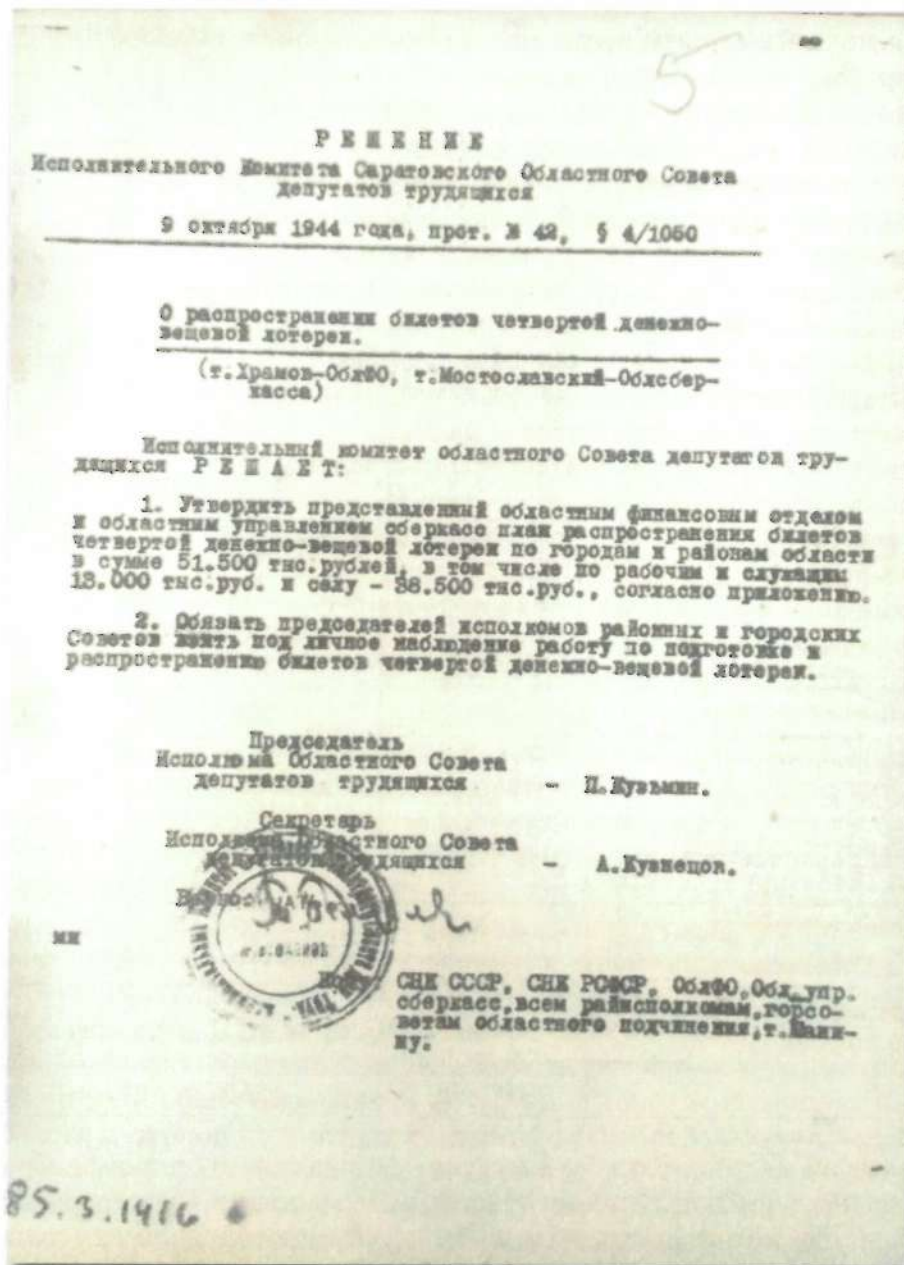 5
РЕШЕНИЕ
Исполнительного Комитета Саратовского Областного Совета
депутатов трудящихся
9 октября 1944 года, прот. № 42, § 4/1050
О распространении билетов четвертой денежно-
вещевой лотереи.
(т.Храмов-ОблФО, т.Мостославский-Облсбер-
касса)
Исполнительный комитет областного Совета депутатов тру-
дящихся РЕШАЕТ:
1. Утвердить представленный областным финансовым отделом
и областным управлением сберкасс план распространения билетов
четвертой денежно-вещевой лотереи по городам и районам области
в сумме 51.500 тыс.рублей, в том числе по рабочим и служащим
13.000 тыс.руб. и селу - 38.500 тыс.руб., согласно приложению.
2. Обязать председателей исполкомов районных и городских
Советов взять под личное наблюдение работу по подготовке и
распространению билетов четвертой денежно-вещевой лотереи.
Председатель
Исполкома Областного Совета
депутатов трудящихся - П.Кузьмин.
Секретарь
Исполкома Областного Совета
депутатов трудящихся - А.Кузнецов.
мн
СНК СССР, СНК РСФСР, ОблФО, Обл.упр.
сберкасс, всем райисполкомам, горсо-
ветам областного подчинения, т.
85.3.1416